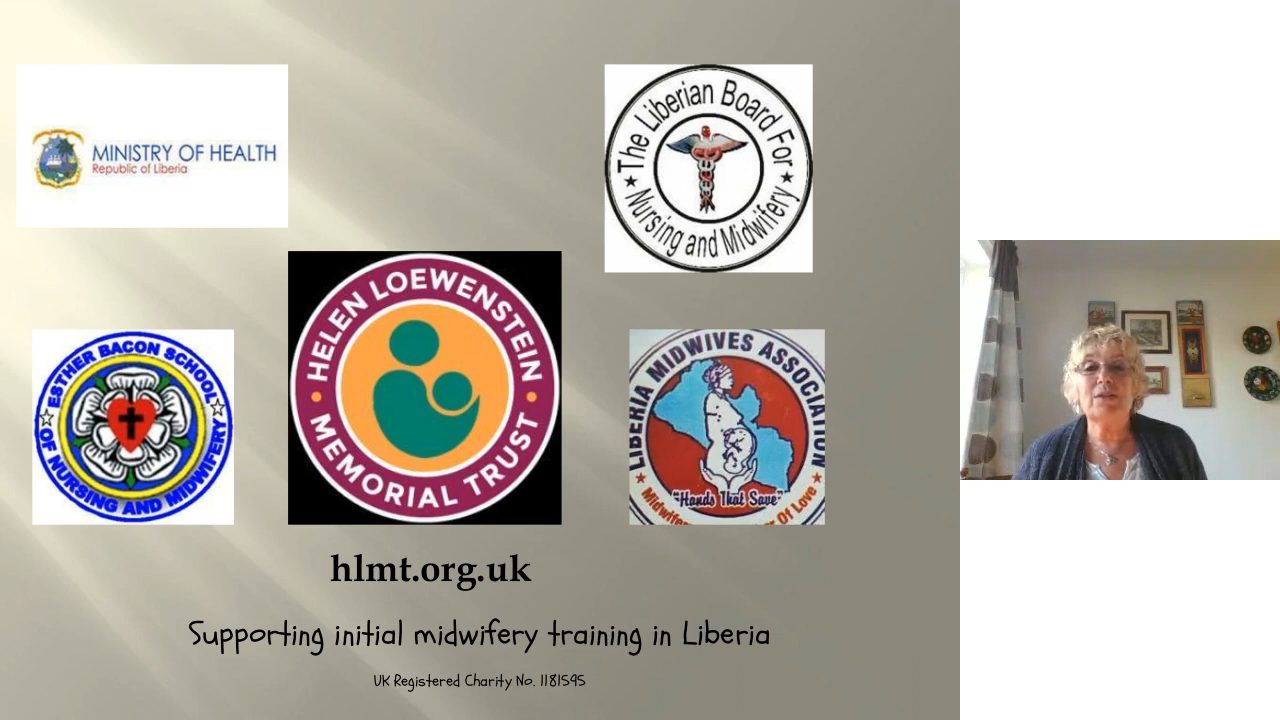 MINISTRY OF HEALTH
Republic of Liberia
The Liberian Board For
Nursing and Midwifery
ESTHER BACON SCHOOL
OF NURSING AND MIDWIFERY
HELEN LOEWENSTEIN
MEMORIAL TRUST
LIBERIA MIDWIVES ASSOCIATION
"Hands That Save"
Of Love
hlmt.org.uk
Supporting initial midwifery training in Liberia
UK Registered Charity No. 1181595